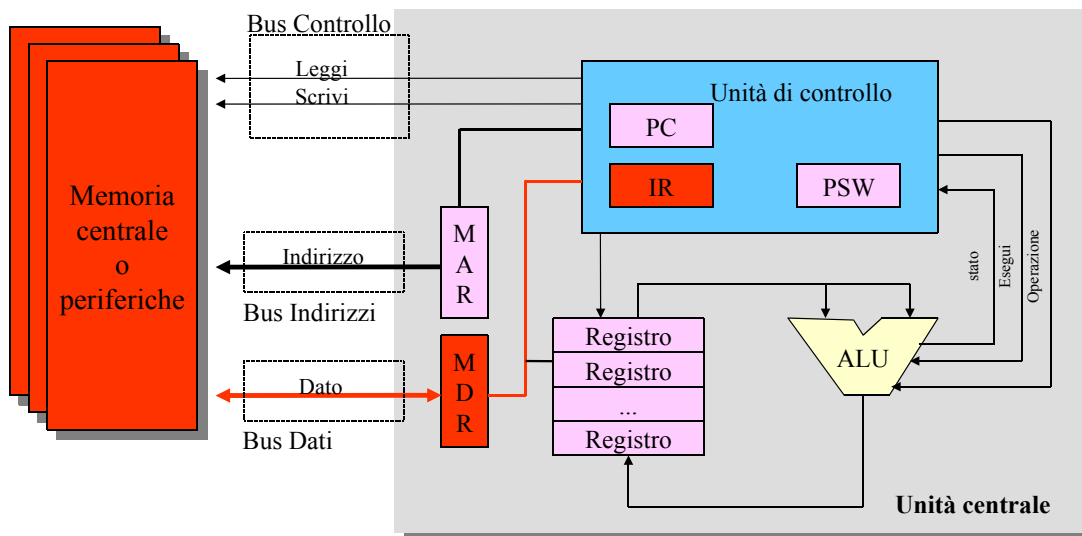 Bus Controllo
Leggi
Scrivi
Unità di controllo
PC
IR
PSW
Memoria
centrale
o
periferiche
M
A
R
Indirizzo
Bus Indirizzi
stato
Esegui
Operazione
M
D
R
Dato
Bus Dati
Registro
Registro
...
Registro
ALU
Unità centrale